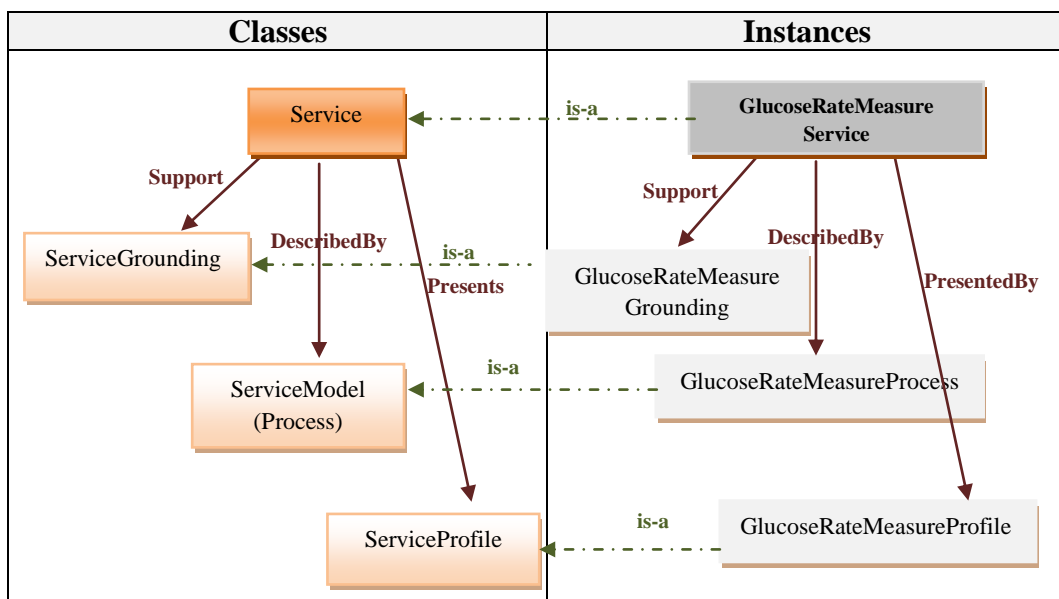 Classes
Instances
Service
is-a
GlucoseRateMeasure
Service
Support
Support
DescribedBy
DescribedBy
ServiceGrounding
is-a
GlucoseRateMeasure
Grounding
Presents
PresentedBy
ServiceModel
(Process)
is-a
GlucoseRateMeasureProcess
ServiceProfile
is-a
GlucoseRateMeasureProfile